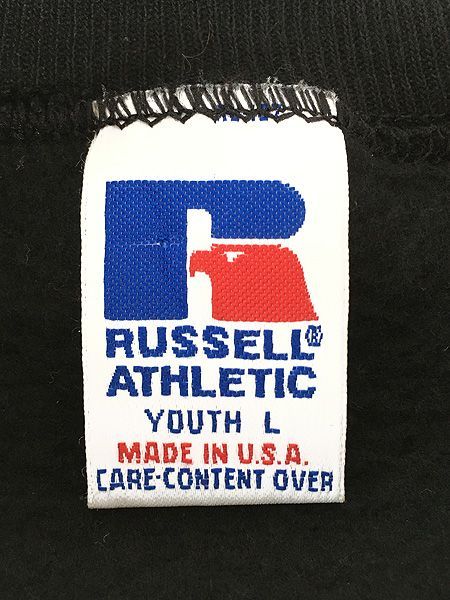 RUSSELL®
ATHLETIC
YOUTH L
MADE IN U.S.A.
CARE-CONTENT OVER